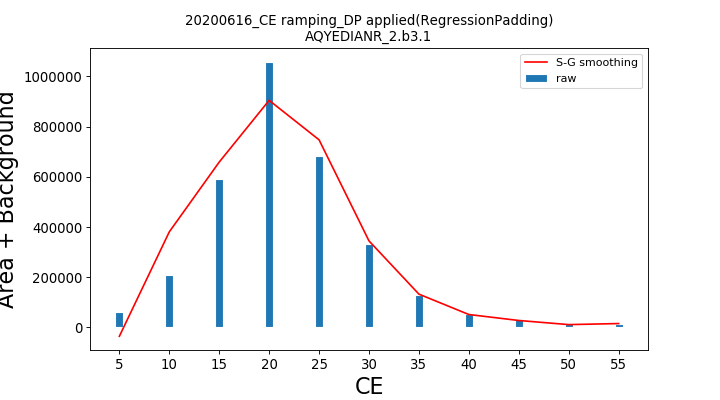 20200616_CE ramping_DP applied(RegressionPadding)
AQYEDIANR_2.b3.1
S-G smoothing
raw
Area + Background
1000000
800000
600000
400000
200000
0
5 10 15 20 25 30 35 40 45 50 55
CE